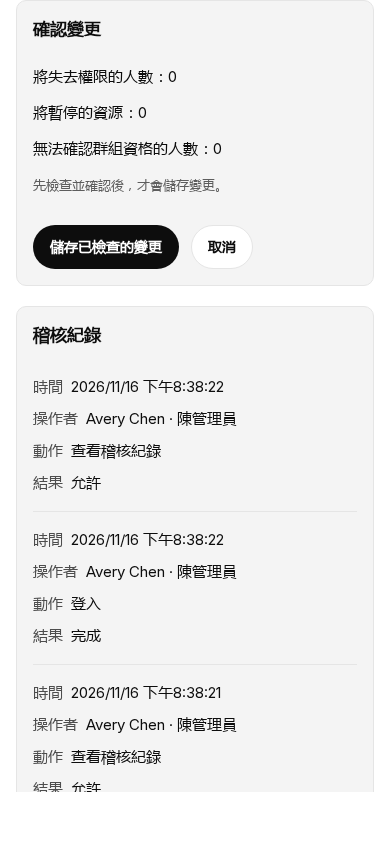 確認變更
將失去權限的人數：0
將暫停的資源：0
無法確認群組資格的人數：0
先檢查並確認後，才會儲存變更。
儲存已檢查的變更 取消
稽核紀錄
時間 2026/11/16 下午8:38:22
操作者 Avery Chen · 陳管理員
動作 查看稽核紀錄
結果 允許
時間 2026/11/16 下午8:38:22
操作者 Avery Chen · 陳管理員
動作 登入
結果 完成
時間 2026/11/16 下午8:38:21
操作者 Avery Chen · 陳管理員
動作 查看稽核紀錄
結果 允許